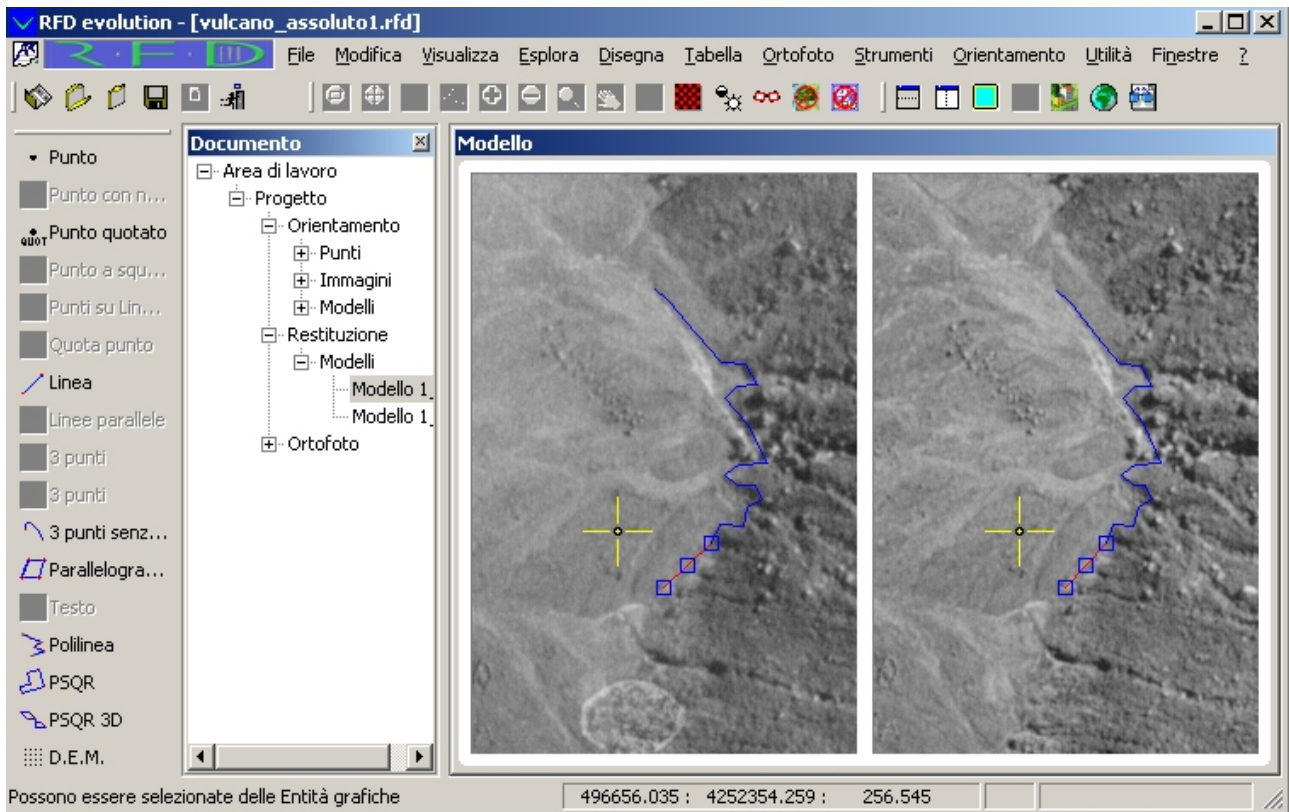 RFD evolution - [vulcano_assoluto1.rfd]
R · F · D File Modifica Visualizza Esplora Disegna Tabella Ortofoto Strumenti Orientamento Utilità Finestre ?
Punto
Punto con n...
QUOT Punto quotato
Punto a squ...
Punti su Lin...
Quota punto
Linea
Linee parallele
3 punti
3 punti
3 punti senz...
Parallelogra...
Testo
Polilinea
PSQR
PSQR 3D
D.E.M.
Documento
Area di lavoro
Progetto
Orientamento
Punti
Immagini
Modelli
Restituzione
Modelli
Modello 1_
Modello 1_
Ortofoto
Modello
Possono essere selezionate delle Entità grafiche
496656.035 : 4252354.259 : 256.545